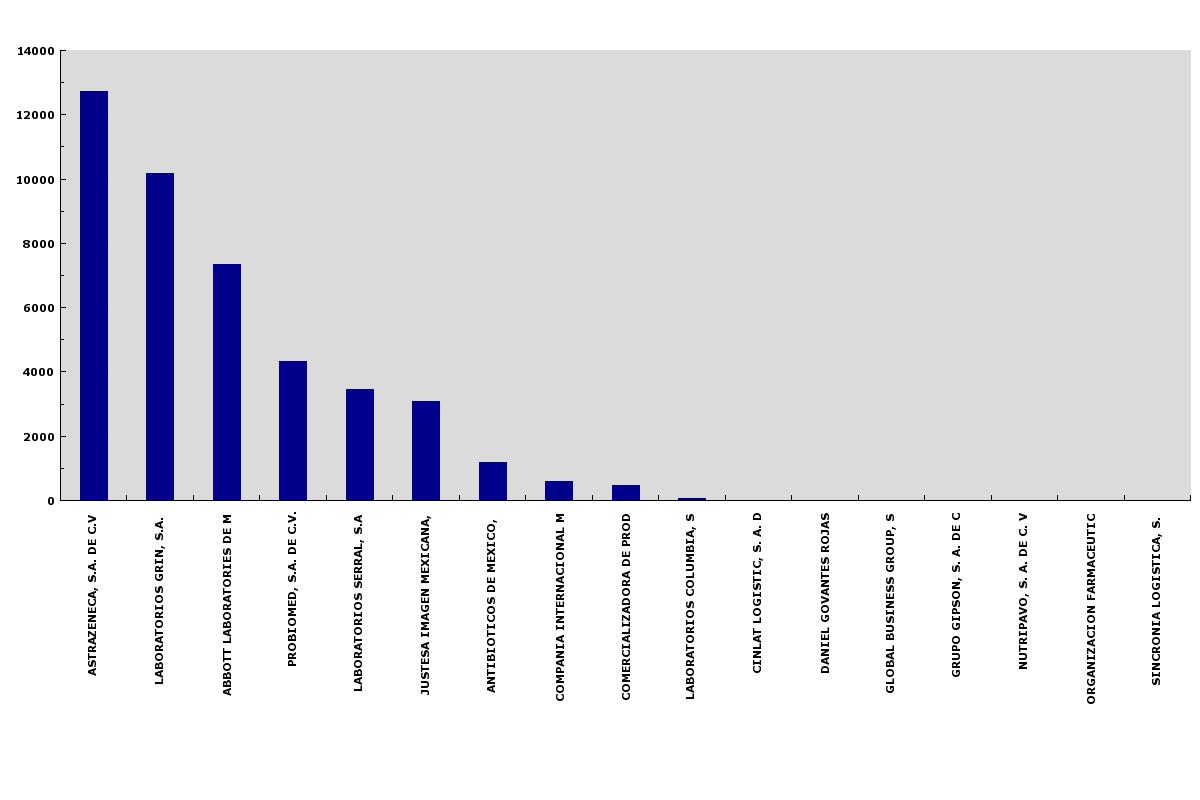 14000
12000
10000
8000
6000
4000
2000
0
ASTRAZENECA, S.A. DE C.V
LABORATORIOS GRIN, S.A.
ABBOTT LABORATORIES DE M
PROBIOMED, S.A. DE C.V.
LABORATORIOS SERRAL, S.A
JUSTESA IMAGEN MEXICANA,
ANTIBIOTICOS DE MEXICO,
COMPANIA INTERNACIONAL M
COMERCIALIZADORA DE PROD
LABORATORIOS COLUMBIA, S
CINLAT LOGISTIC, S. A. D
DANIEL GOVANTES ROJAS
GLOBAL BUSINESS GROUP, S
GRUPO GIPSON, S. A. DE C
NUTRIPAVO, S. A. DE C. V
ORGANIZACION FARMACEUTIC
SINCRONIA LOGISTICA, S.